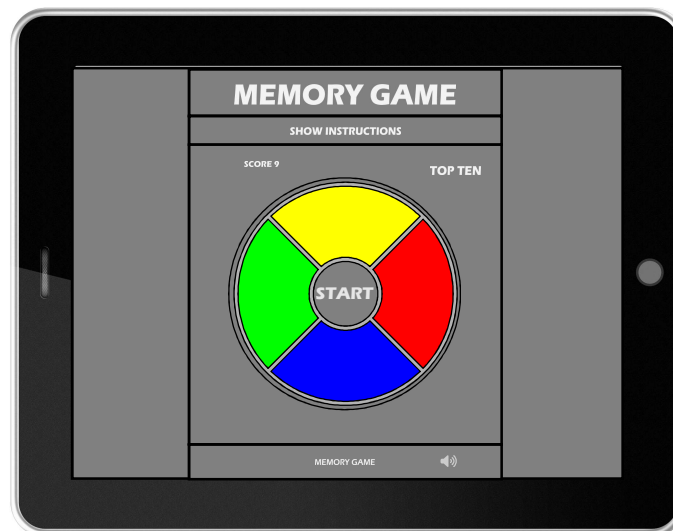 MEMORY GAME
SHOW INSTRUCTIONS
SCORE 9
TOP TEN
START
MEMORY GAME